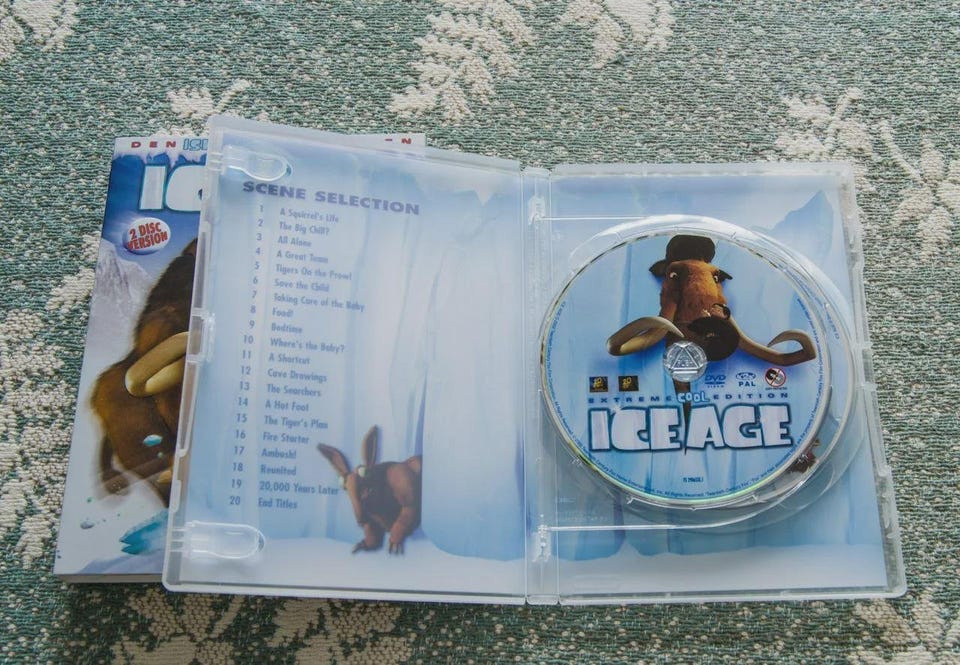 DEN
IC
2 DISC
VERSION
SCENE SELECTION
1 A Squirrel's Life
2 The Big Chill?
3 All Alone
4 A Great Team
5 Tigers On the Prowl
6 Save the Child
7 Taking Care of the Baby
8 Food!
9 Bedtime
10 Where's the Baby?
11 A Shortcut
12 Cave Drawings
13 The Searchers
14 A Hot Foot
15 The Tiger's Plan
16 Fire Starter
17 Ambush!
18 Reunited
19 20,000 Years Later
20 End Titles
DVD
VIDEO
PAL
EXTREME COOL EDITION
ICE AGE